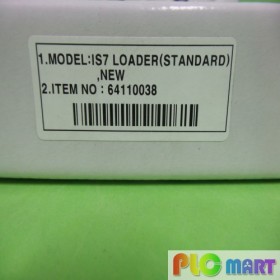 1.MODEL:IS7 LOADER(STANDARD)
,NEW
2.ITEM NO : 64110038
PLC MART